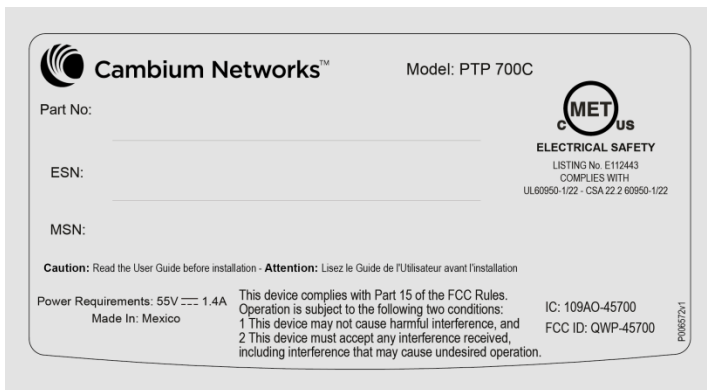 Cambium Networks™
Model: PTP 700C
Part No:
MET
c US
ELECTRICAL SAFETY
LISTING No. E112443
COMPLIES WITH
UL60950-1/22 - CSA 22.2 60950-1/22
ESN:
MSN:
Caution: Read the User Guide before installation - Attention: Lisez le Guide de l'Utilisateur avant l'installation
Power Requirements: 55V ⎓ 1.4A
Made In: Mexico
This device complies with Part 15 of the FCC Rules.
Operation is subject to the following two conditions:
1 This device may not cause harmful interference, and
2 This device must accept any interference received,
including interference that may cause undesired operation.
IC: 109AO-45700
FCC ID: QWP-45700
P006572v1